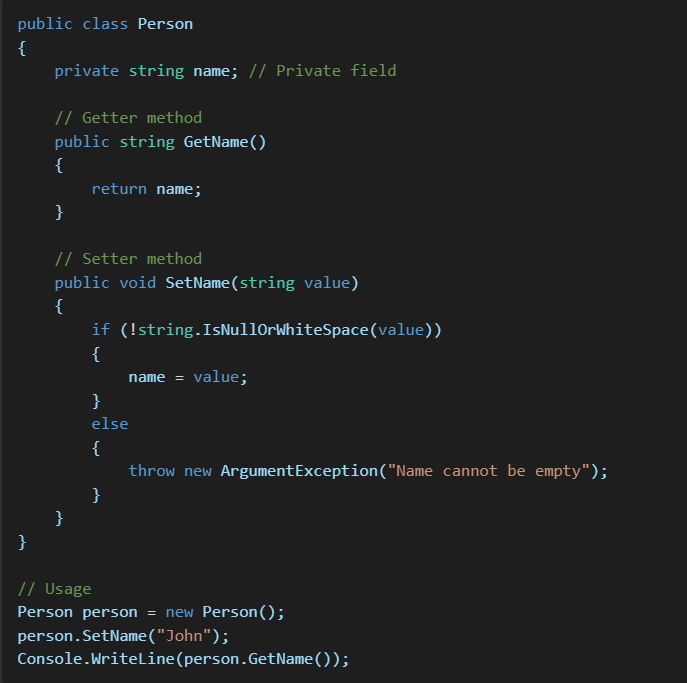 public class Person
{
    private string name; // Private field

    // Getter method
    public string GetName()
    {
        return name;
    }

    // Setter method
    public void SetName(string value)
    {
        if (!string.IsNullOrWhiteSpace(value))
        {
            name = value;
        }
        else
        {
            throw new ArgumentException("Name cannot be empty");
        }
    }
}

// Usage
Person person = new Person();
person.SetName("John");
Console.WriteLine(person.GetName());